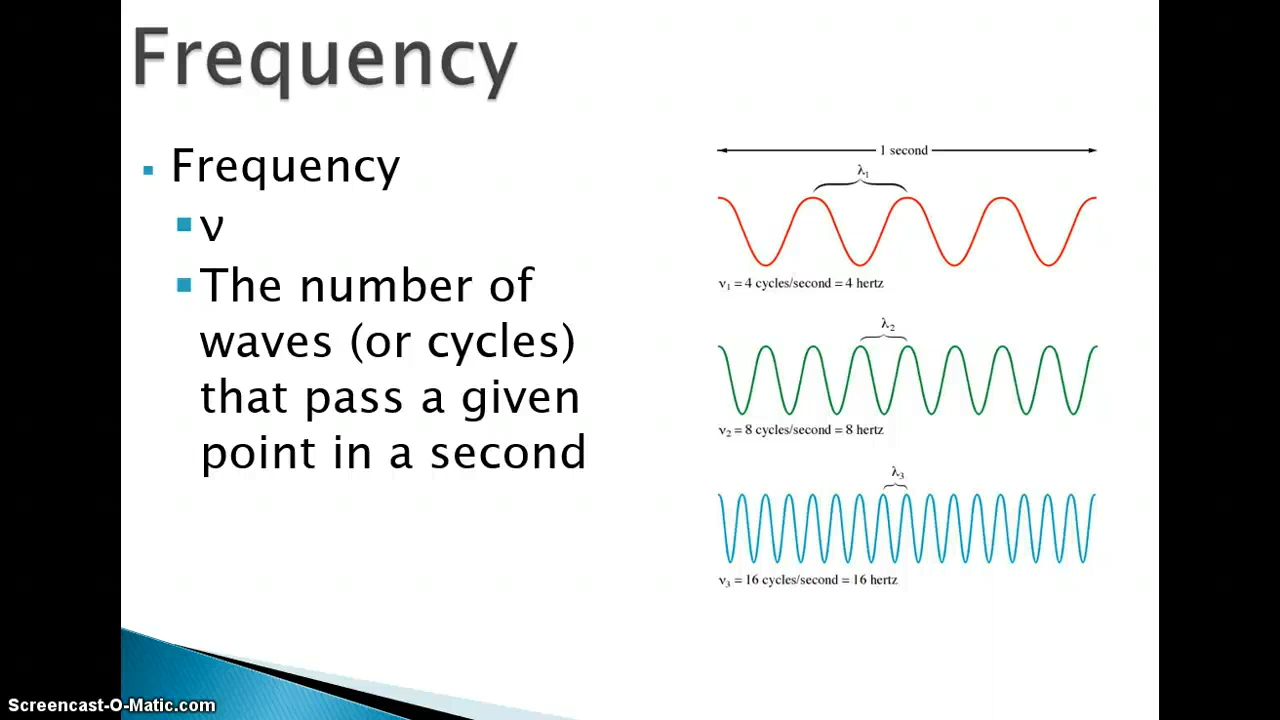 Frequency
Frequency
ν
The number of
waves (or cycles)
that pass a given
point in a second
1 second
λ₁
ν₁ = 4 cycles/second = 4 hertz
λ₂
ν₂ = 8 cycles/second = 8 hertz
λ₃
ν₃ = 16 cycles/second = 16 hertz
Screencast-O-Matic.com